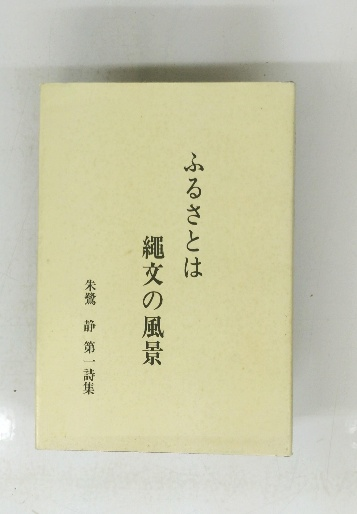 ふるさとは
縄文の風景
朱鷺 静 第一詩集